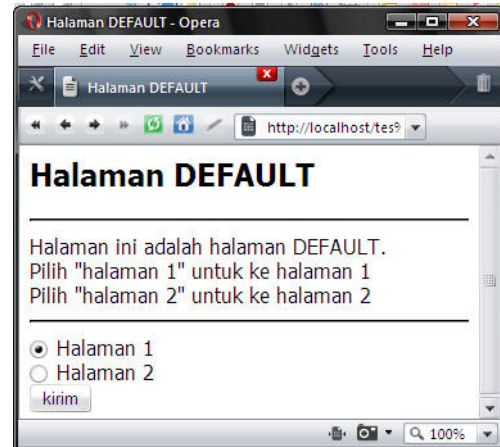 Halaman DEFAULT - Opera
File Edit View Bookmarks Widgets Tools Help
Halaman DEFAULT
http://localhost/tes9
Halaman DEFAULT
Halaman ini adalah halaman DEFAULT.
Pilih "halaman 1" untuk ke halaman 1
Pilih "halaman 2" untuk ke halaman 2
Halaman 1
Halaman 2
kirim
100%